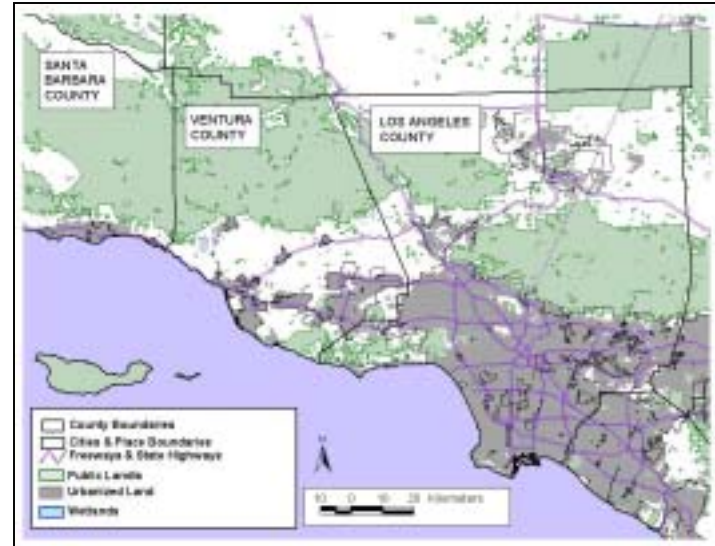 SANTA
BARBARA
COUNTY
VENTURA
COUNTY
LOS ANGELES
COUNTY
County Boundaries
Cities & Place Boundaries
Freeways & State Highways
Public Lands
Urbanized Land
Wetlands
N
10 0 10 20 Kilometers